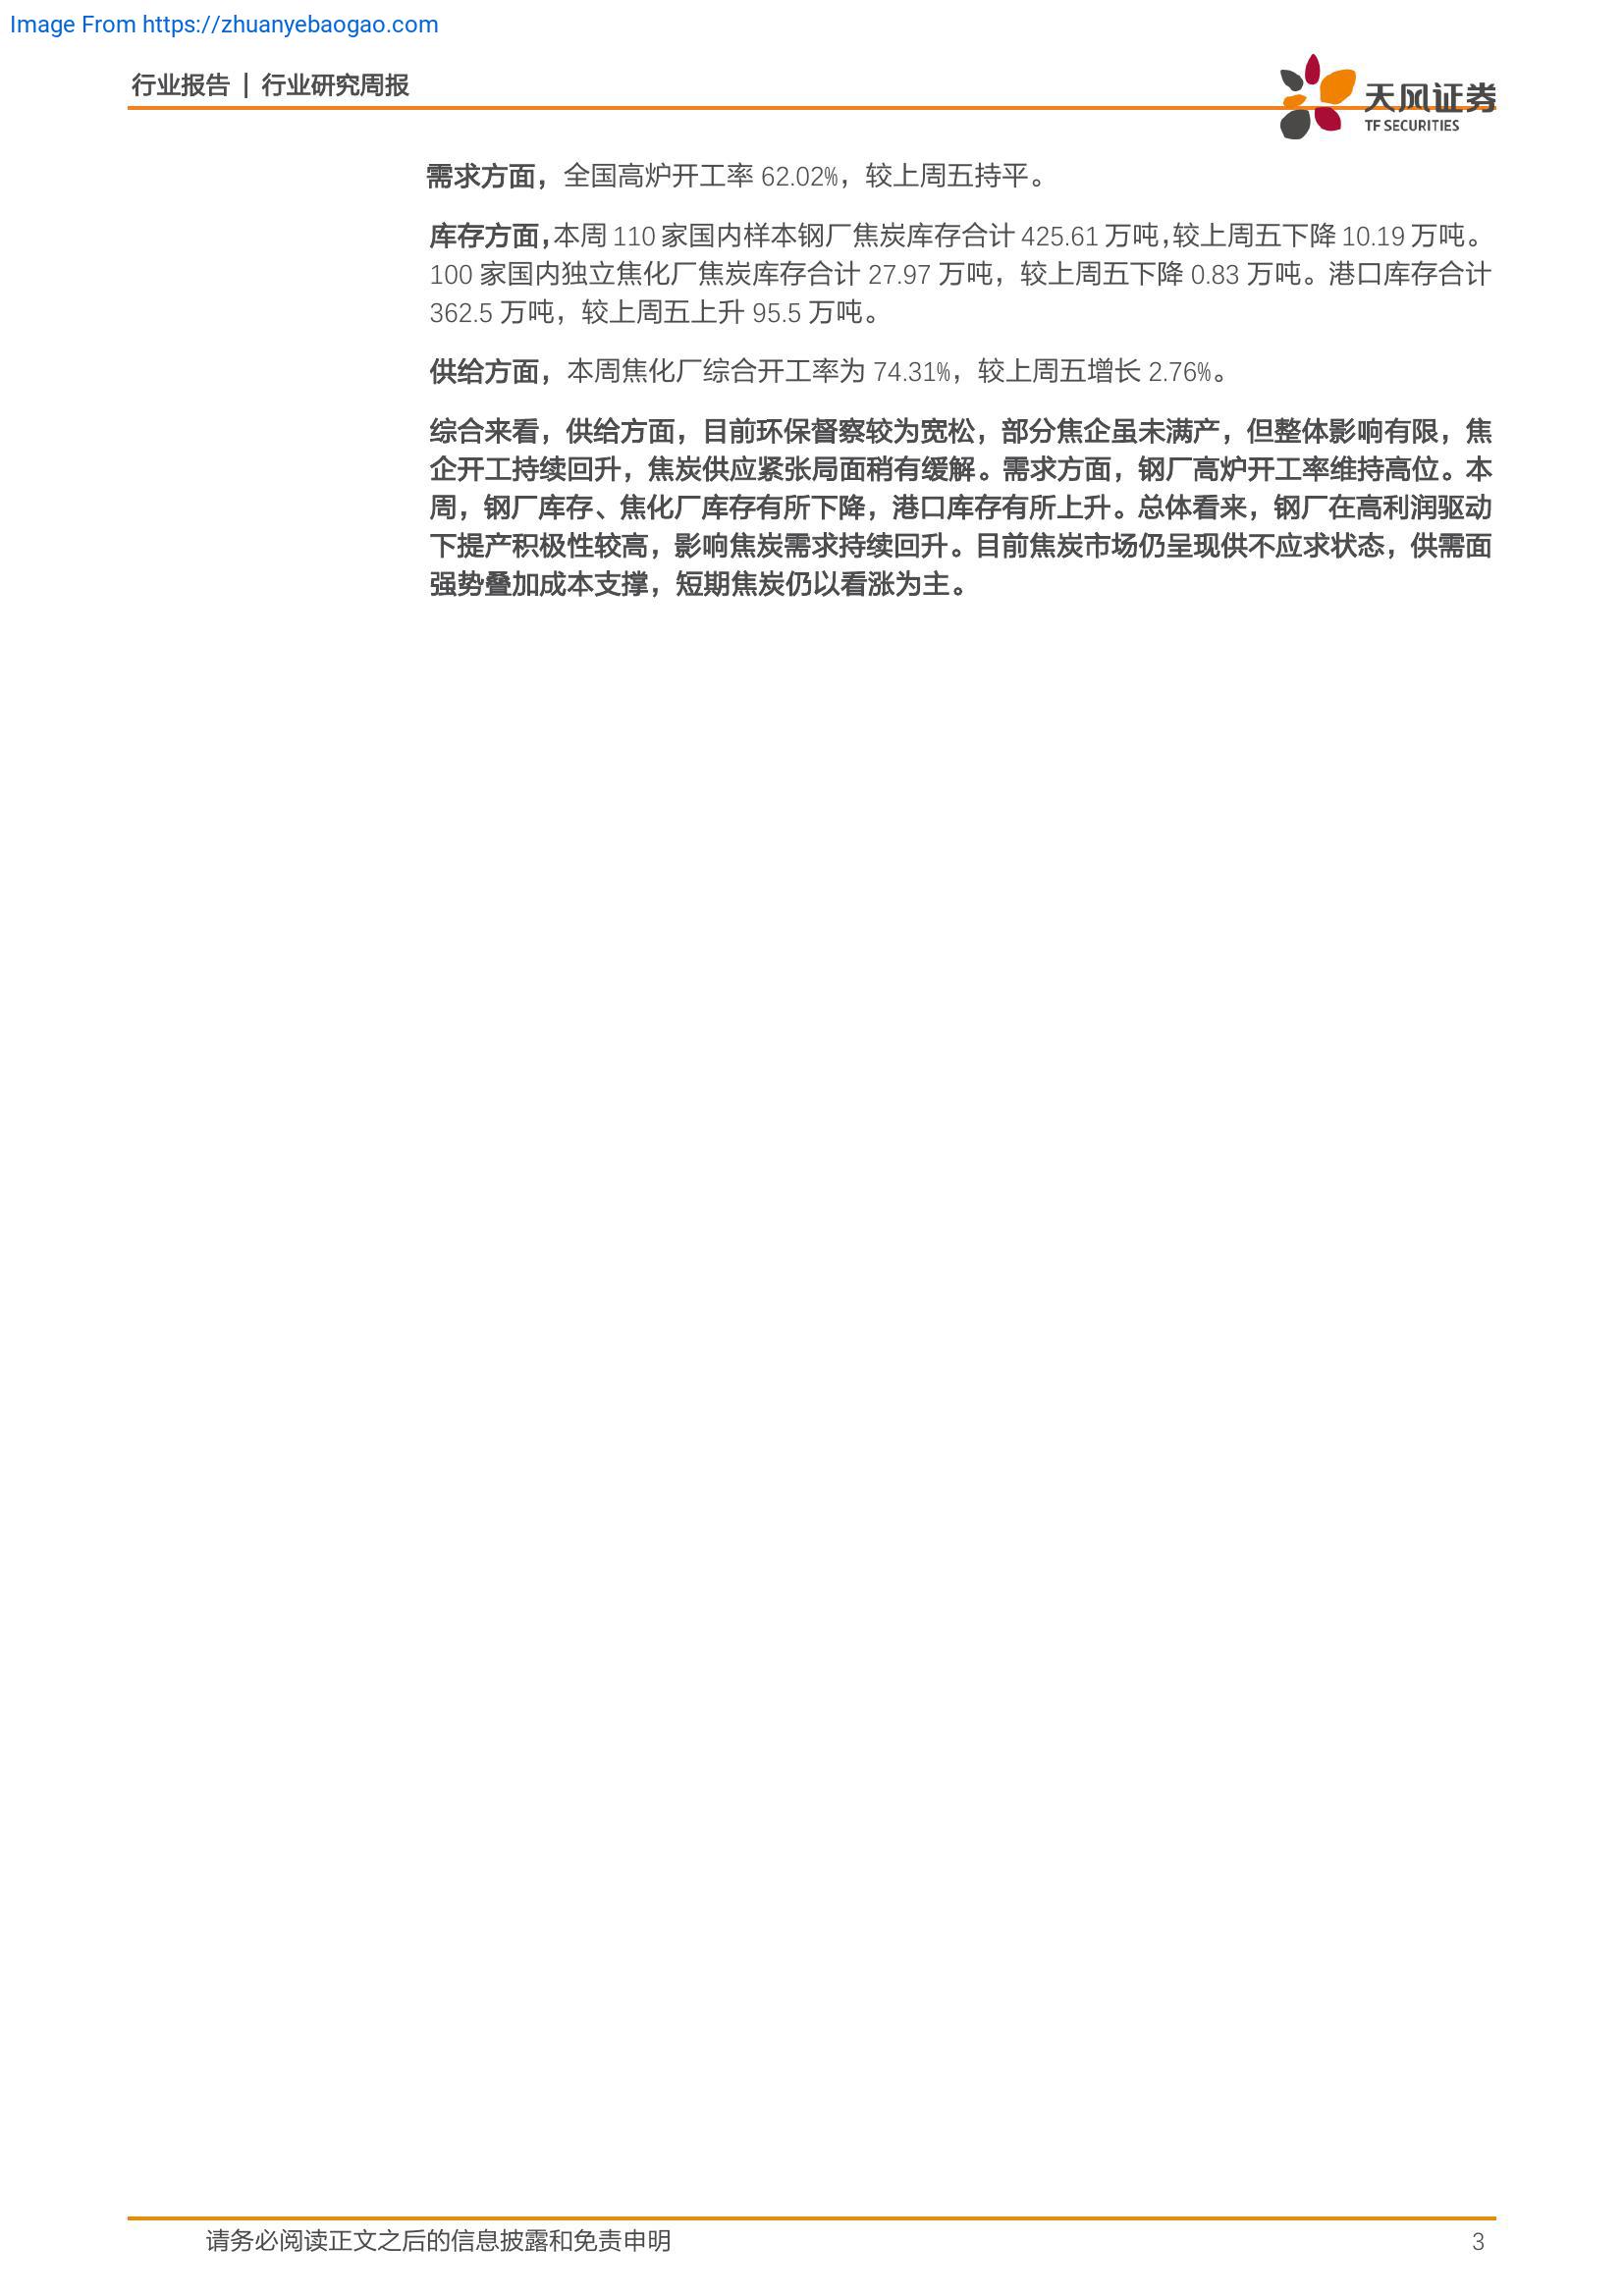 Image From https://zhuanyebaogao.com
行业报告 | 行业研究周报
天风证券
TF SECURITIES
需求方面，全国高炉开工率 62.02%，较上周五持平。
库存方面，本周 110 家国内样本钢厂焦炭库存合计 425.61 万吨，较上周五下降 10.19 万吨。
100 家国内独立焦化厂焦炭库存合计 27.97 万吨，较上周五下降 0.83 万吨。港口库存合计
362.5 万吨，较上周五上升 95.5 万吨。
供给方面，本周焦化厂综合开工率为 74.31%，较上周五增长 2.76%。
综合来看，供给方面，目前环保督察较为宽松，部分焦企虽未满产，但整体影响有限，焦
企开工持续回升，焦炭供应紧张局面稍有缓解。需求方面，钢厂高炉开工率维持高位。本
周，钢厂库存、焦化厂库存有所下降，港口库存有所上升。总体看来，钢厂在高利润驱动
下提产积极性较高，影响焦炭需求持续回升。目前焦炭市场仍呈现供不应求状态，供需面
强势叠加成本支撑，短期焦炭仍以看涨为主。
请务必阅读正文之后的信息披露和免责申明
3